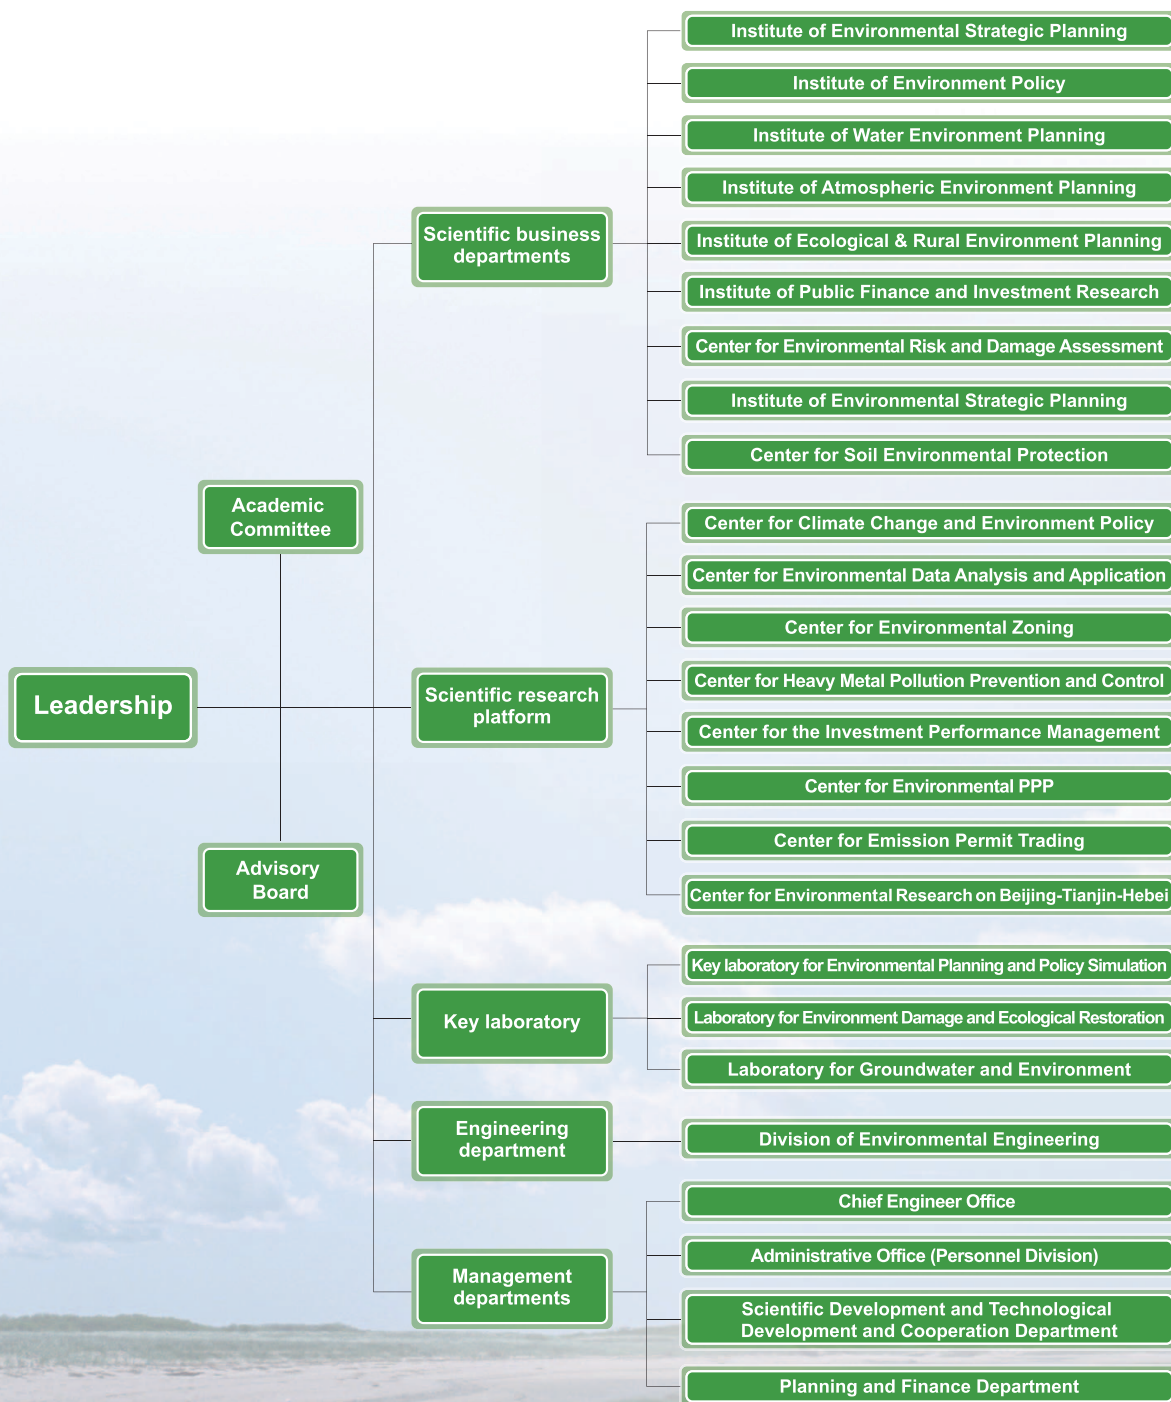 Leadership
Academic
Committee
Advisory
Board
Scientific business
departments
Institute of Environmental Strategic Planning
Institute of Environment Policy
Institute of Water Environment Planning
Institute of Atmospheric Environment Planning
Institute of Ecological & Rural Environment Planning
Institute of Public Finance and Investment Research
Center for Environmental Risk and Damage Assessment
Institute of Environmental Strategic Planning
Center for Soil Environmental Protection
Scientific research
platform
Center for Climate Change and Environment Policy
Center for Environmental Data Analysis and Application
Center for Environmental Zoning
Center for Heavy Metal Pollution Prevention and Control
Center for the Investment Performance Management
Center for Environmental PPP
Center for Emission Permit Trading
Center for Environmental Research on Beijing-Tianjin-Hebei
Key laboratory
Key laboratory for Environmental Planning and Policy Simulation
Laboratory for Environment Damage and Ecological Restoration
Laboratory for Groundwater and Environment
Engineering
department
Division of Environmental Engineering
Management
departments
Chief Engineer Office
Administrative Office (Personnel Division)
Scientific Development and Technological
Development and Cooperation Department
Planning and Finance Department